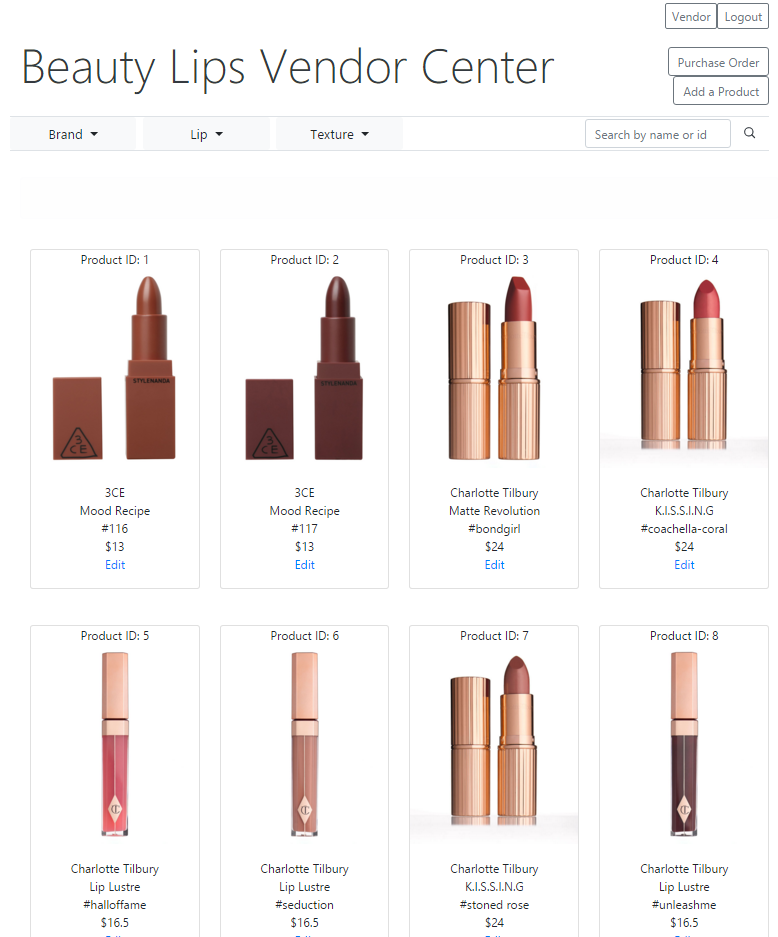 Vendor Logout
Beauty Lips Vendor Center
Purchase Order
Add a Product
Brand Lip Texture Search by name or id
Product ID: 1 Product ID: 2 Product ID: 3 Product ID: 4
STYLENANDA STYLENANDA
3CE 3CE
3CE 3CE Charlotte Tilbury Charlotte Tilbury
Mood Recipe Mood Recipe Matte Revolution K.I.S.S.I.N.G
#116 #117 #bondgirl #coachella-coral
$13 $13 $24 $24
Edit Edit Edit Edit
Product ID: 5 Product ID: 6 Product ID: 7 Product ID: 8
CT CT CT
Charlotte Tilbury Charlotte Tilbury Charlotte Tilbury Charlotte Tilbury
Lip Lustre Lip Lustre K.I.S.S.I.N.G Lip Lustre
#halloffame #seduction #stoned rose #unleashme
$16.5 $16.5 $24 $16.5